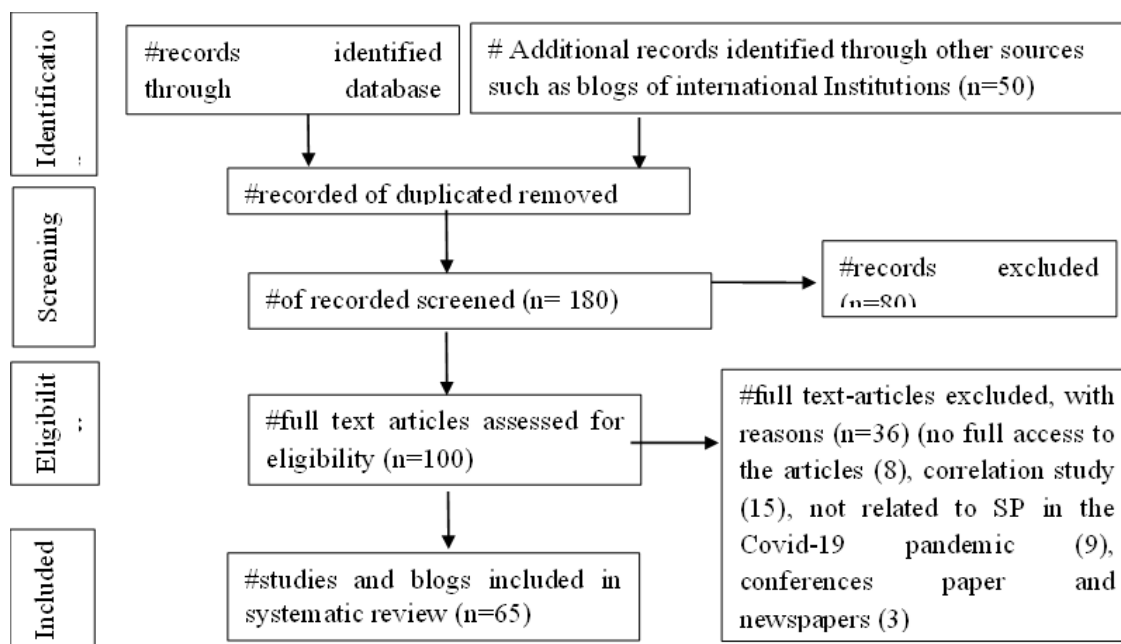 Identificatio
#records identified
through database
# Additional records identified through other sources
such as blogs of international Institutions (n=50)
#recorded of duplicated removed
Screening
#of recorded screened (n= 180)
#records excluded
(n=80)
Eligibilit
#full text articles assessed for
eligibility (n=100)
#full text-articles excluded, with
reasons (n=36) (no full access to
the articles (8), correlation study
(15), not related to SP in the
Covid-19 pandemic (9),
conferences paper and
newspapers (3)
Included
#studies and blogs included in
systematic review (n=65)